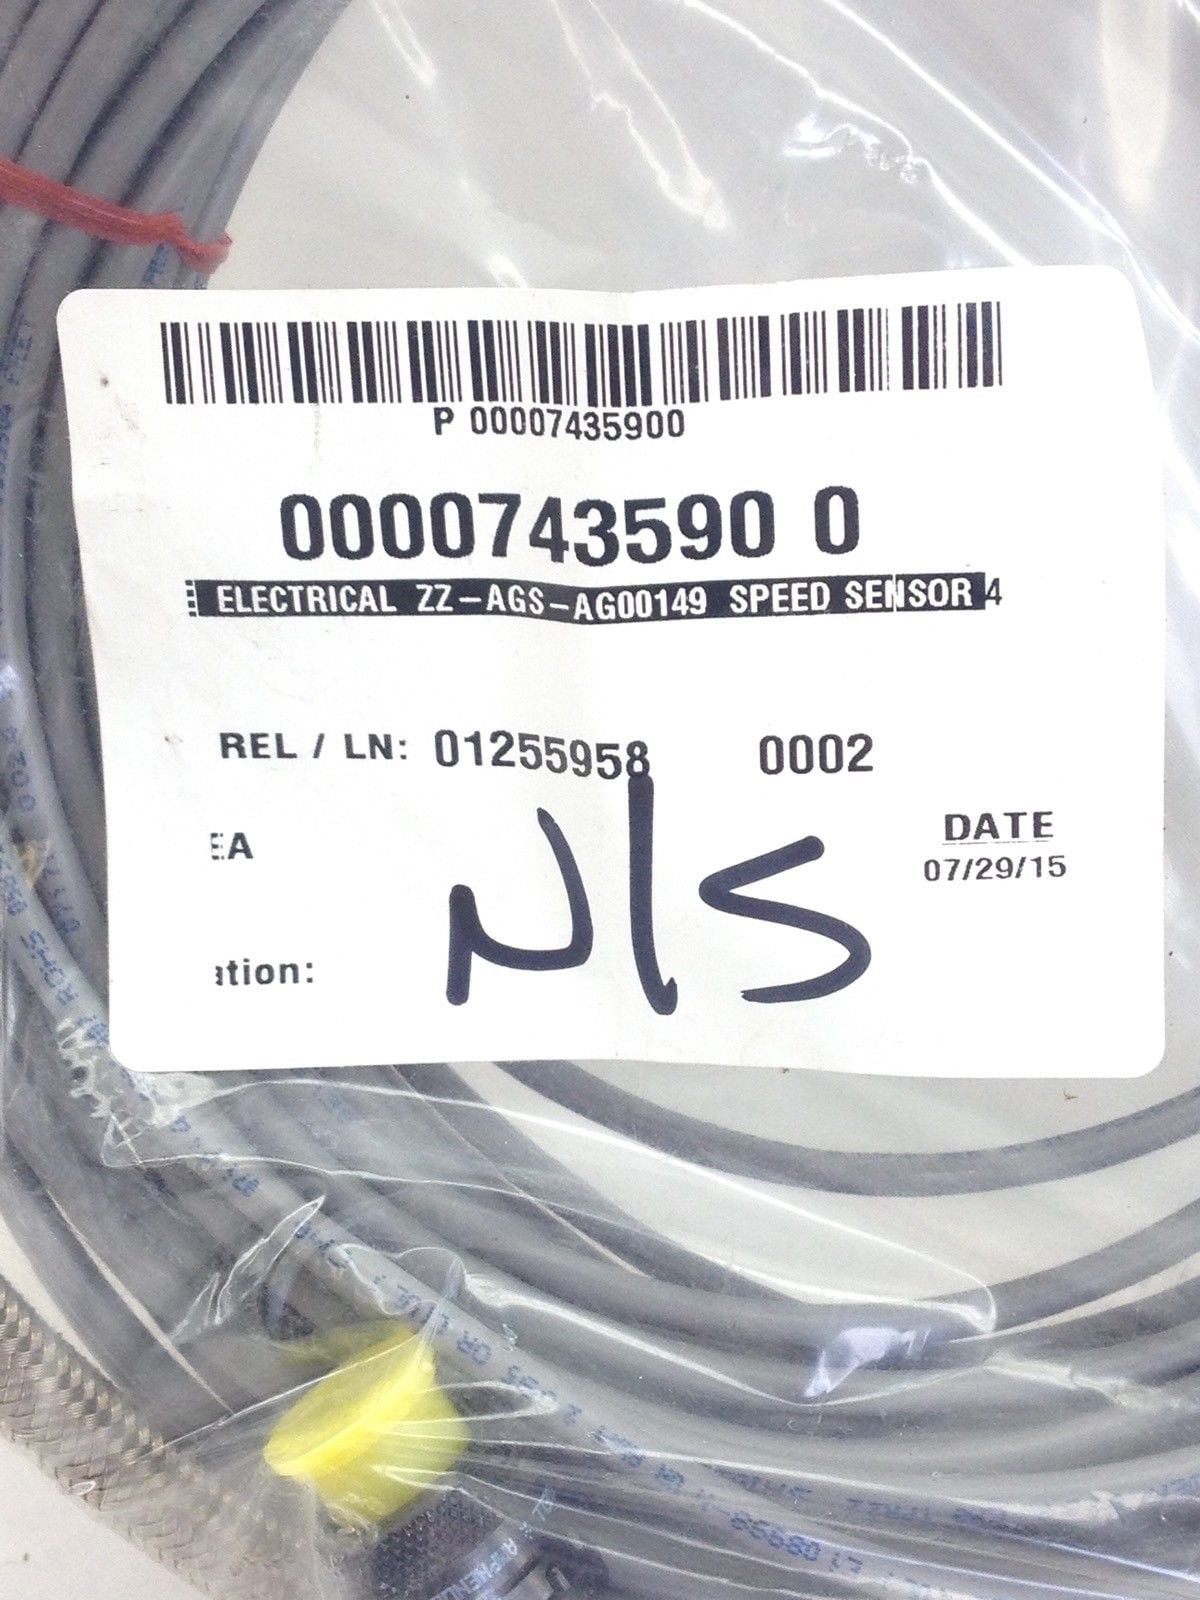 P 00007435900
0000743590 0
ELECTRICAL ZZ-AGS-AG00149 SPEED SENSOR 4
REL / LN: 01255958 0002
EA
DATE
07/29/15
ation:
N/S
ROHS